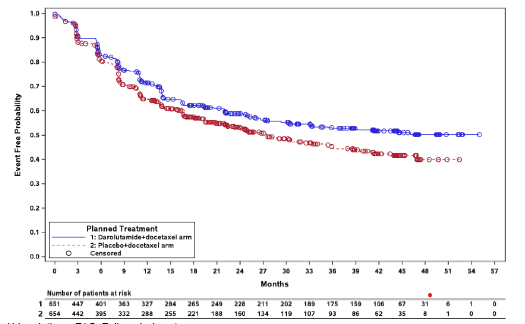 1.0
0.9
0.8
0.7
0.6
0.5
0.4
0.3
0.2
0.1
0.0
Event Free Probability
Planned Treatment
1: Darolutamide+docetaxel arm
2: Placebo+docetaxel arm
Censored
0 3 6 9 12 15 18 21 24 27 30 33 36 39 42 45 48 51 54 57
Months
Number of patients at risk
1 651 447 401 363 327 284 265 249 228 211 202 189 175 159 106 67 31 6 1 0
2 654 442 395 332 288 255 221 188 160 134 119 107 93 86 62 35 8 1 0 0